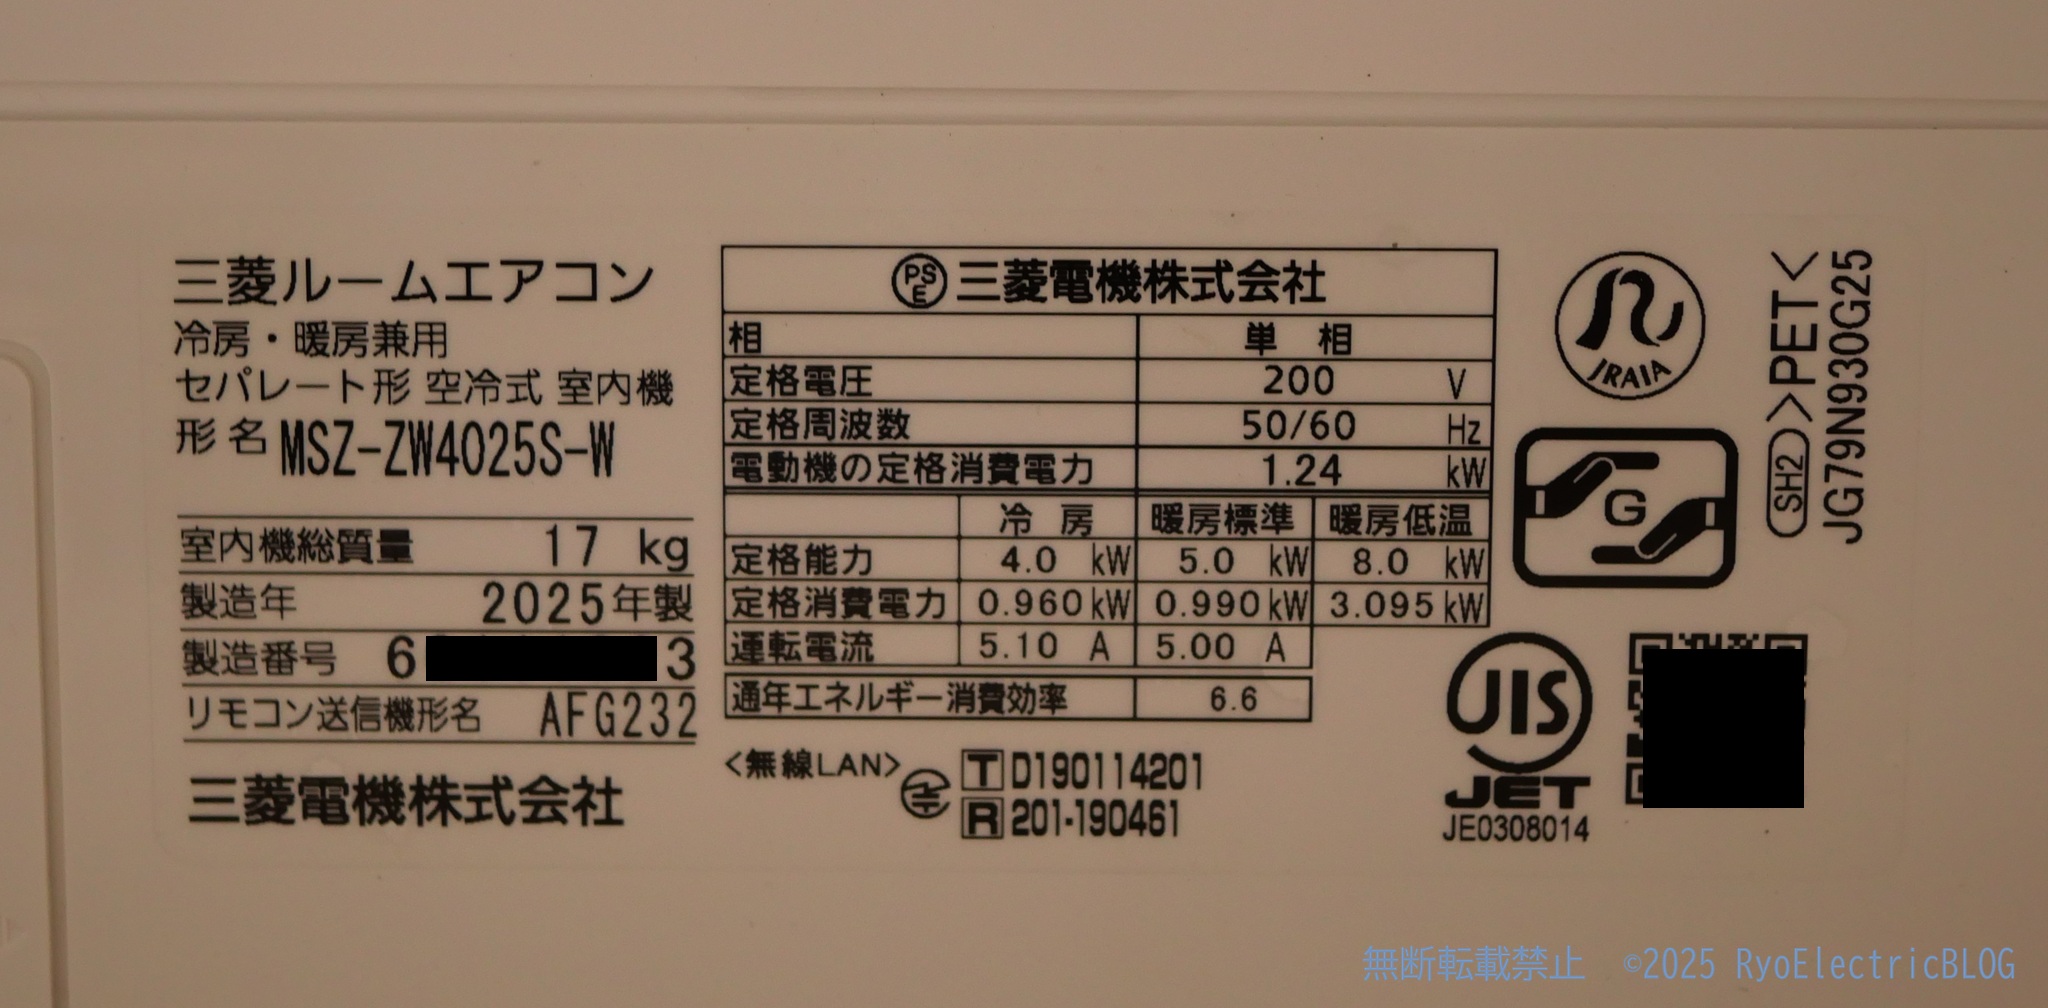 三菱ルームエアコン
冷房・暖房兼用
セパレート形 空冷式 室内機
形名 MSZ-ZW4025S-W
室内機総質量 17 kg
製造年 2025年製
製造番号 6 3
リモコン送信機形名 AFG232
三菱電機株式会社
PSE 三菱電機株式会社
相 単 相
定格電圧 200 V
定格周波数 50/60 Hz
電動機の定格消費電力 1.24 kW
冷 房 暖房標準 暖房低温
定格能力 4.0 kW 5.0 kW 8.0 kW
定格消費電力 0.960 kW 0.990 kW 3.095 kW
運転電流 5.10 A 5.00 A
通年エネルギー消費効率 6.6
<無線LAN>
T D190114201
R 201-190461
JRAIA
G
JIS
JET
JE0308014
SH2 >PET<
JG79N930G25
無断転載禁止 ©2025 RyoElectricBLOG